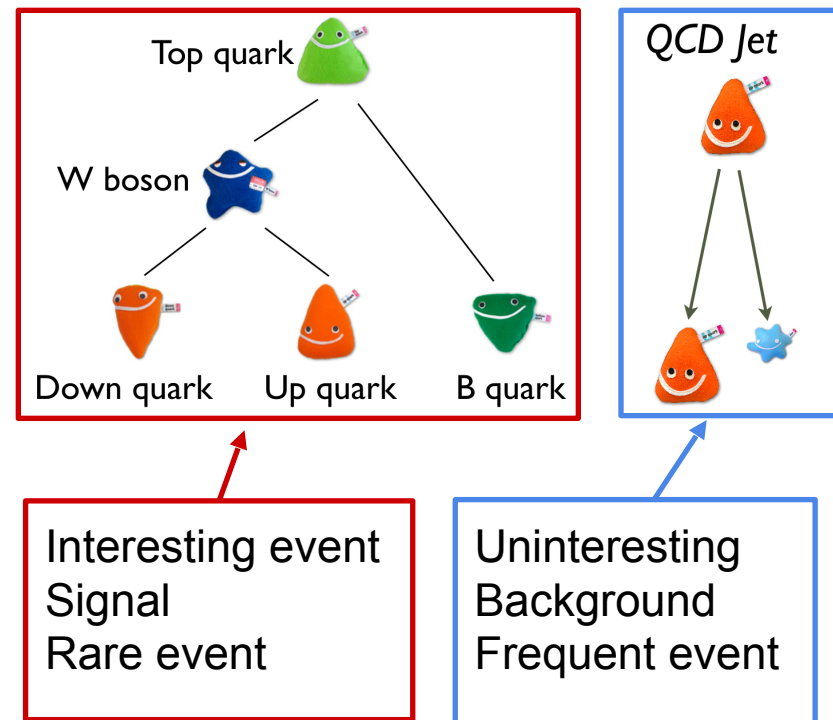 Top quark
W boson
Down quark
Up quark
B quark
QCD Jet
Interesting event
Signal
Rare event
Uninteresting
Background
Frequent event